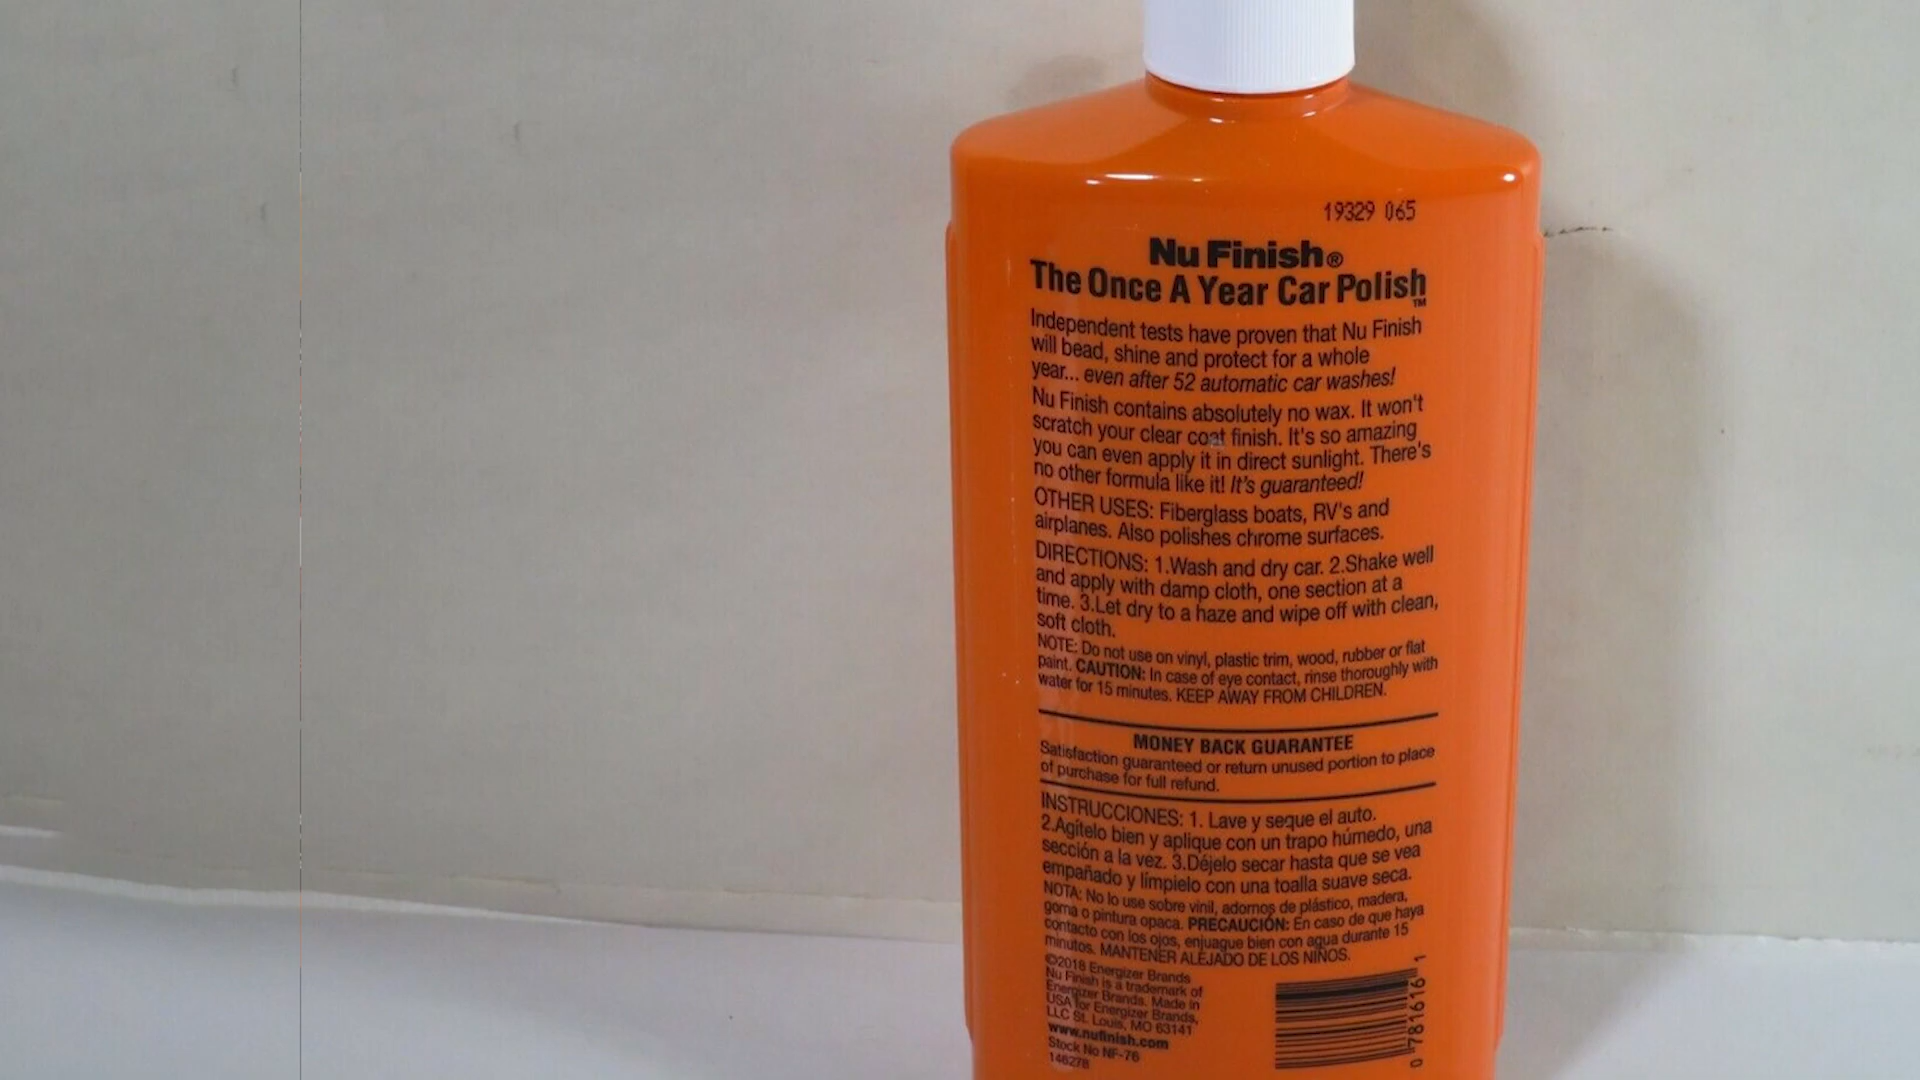 19329 065
Nu Finish®
The Once A Year Car Polish™
Independent tests have proven that Nu Finish
will bead, shine and protect for a whole
year... even after 52 automatic car washes!
Nu Finish contains absolutely no wax. It won't
scratch your clear coat finish. It's so amazing
you can even apply it in direct sunlight. There's
no other formula like it! It's guaranteed!
OTHER USES: Fiberglass boats, RV's and
airplanes. Also polishes chrome surfaces.
DIRECTIONS: 1.Wash and dry car. 2.Shake well
and apply with damp cloth, one section at a
time. 3.Let dry to a haze and wipe off with clean,
soft cloth.
NOTE: Do not use on vinyl, plastic trim, wood, rubber or flat
paint. CAUTION: In case of eye contact, rinse thoroughly with
water for 15 minutes. KEEP AWAY FROM CHILDREN.
MONEY BACK GUARANTEE
Satisfaction guaranteed or return unused portion to place
of purchase for full refund.
INSTRUCCIONES: 1. Lave y seque el auto.
2.Agítelo bien y aplique con un trapo húmedo, una
sección a la vez. 3.Déjelo secar hasta que se vea
empañado y límpielo con una toalla suave seca.
NOTA: No lo use sobre vinil, adornos de plástico, madera,
goma o pintura opaca. PRECAUCIÓN: En caso de que haya
contacto con los ojos, enjuague bien con agua durante 15
minutos. MANTENER ALEJADO DE LOS NIÑOS.
©2018 Energizer Brands
Nu Finish is a trademark of
Energizer Brands. Made in
USA for Energizer Brands,
LLC St. Louis, MO 63141
www.nufinish.com
Stock No NF-76
146278
0 781616 1